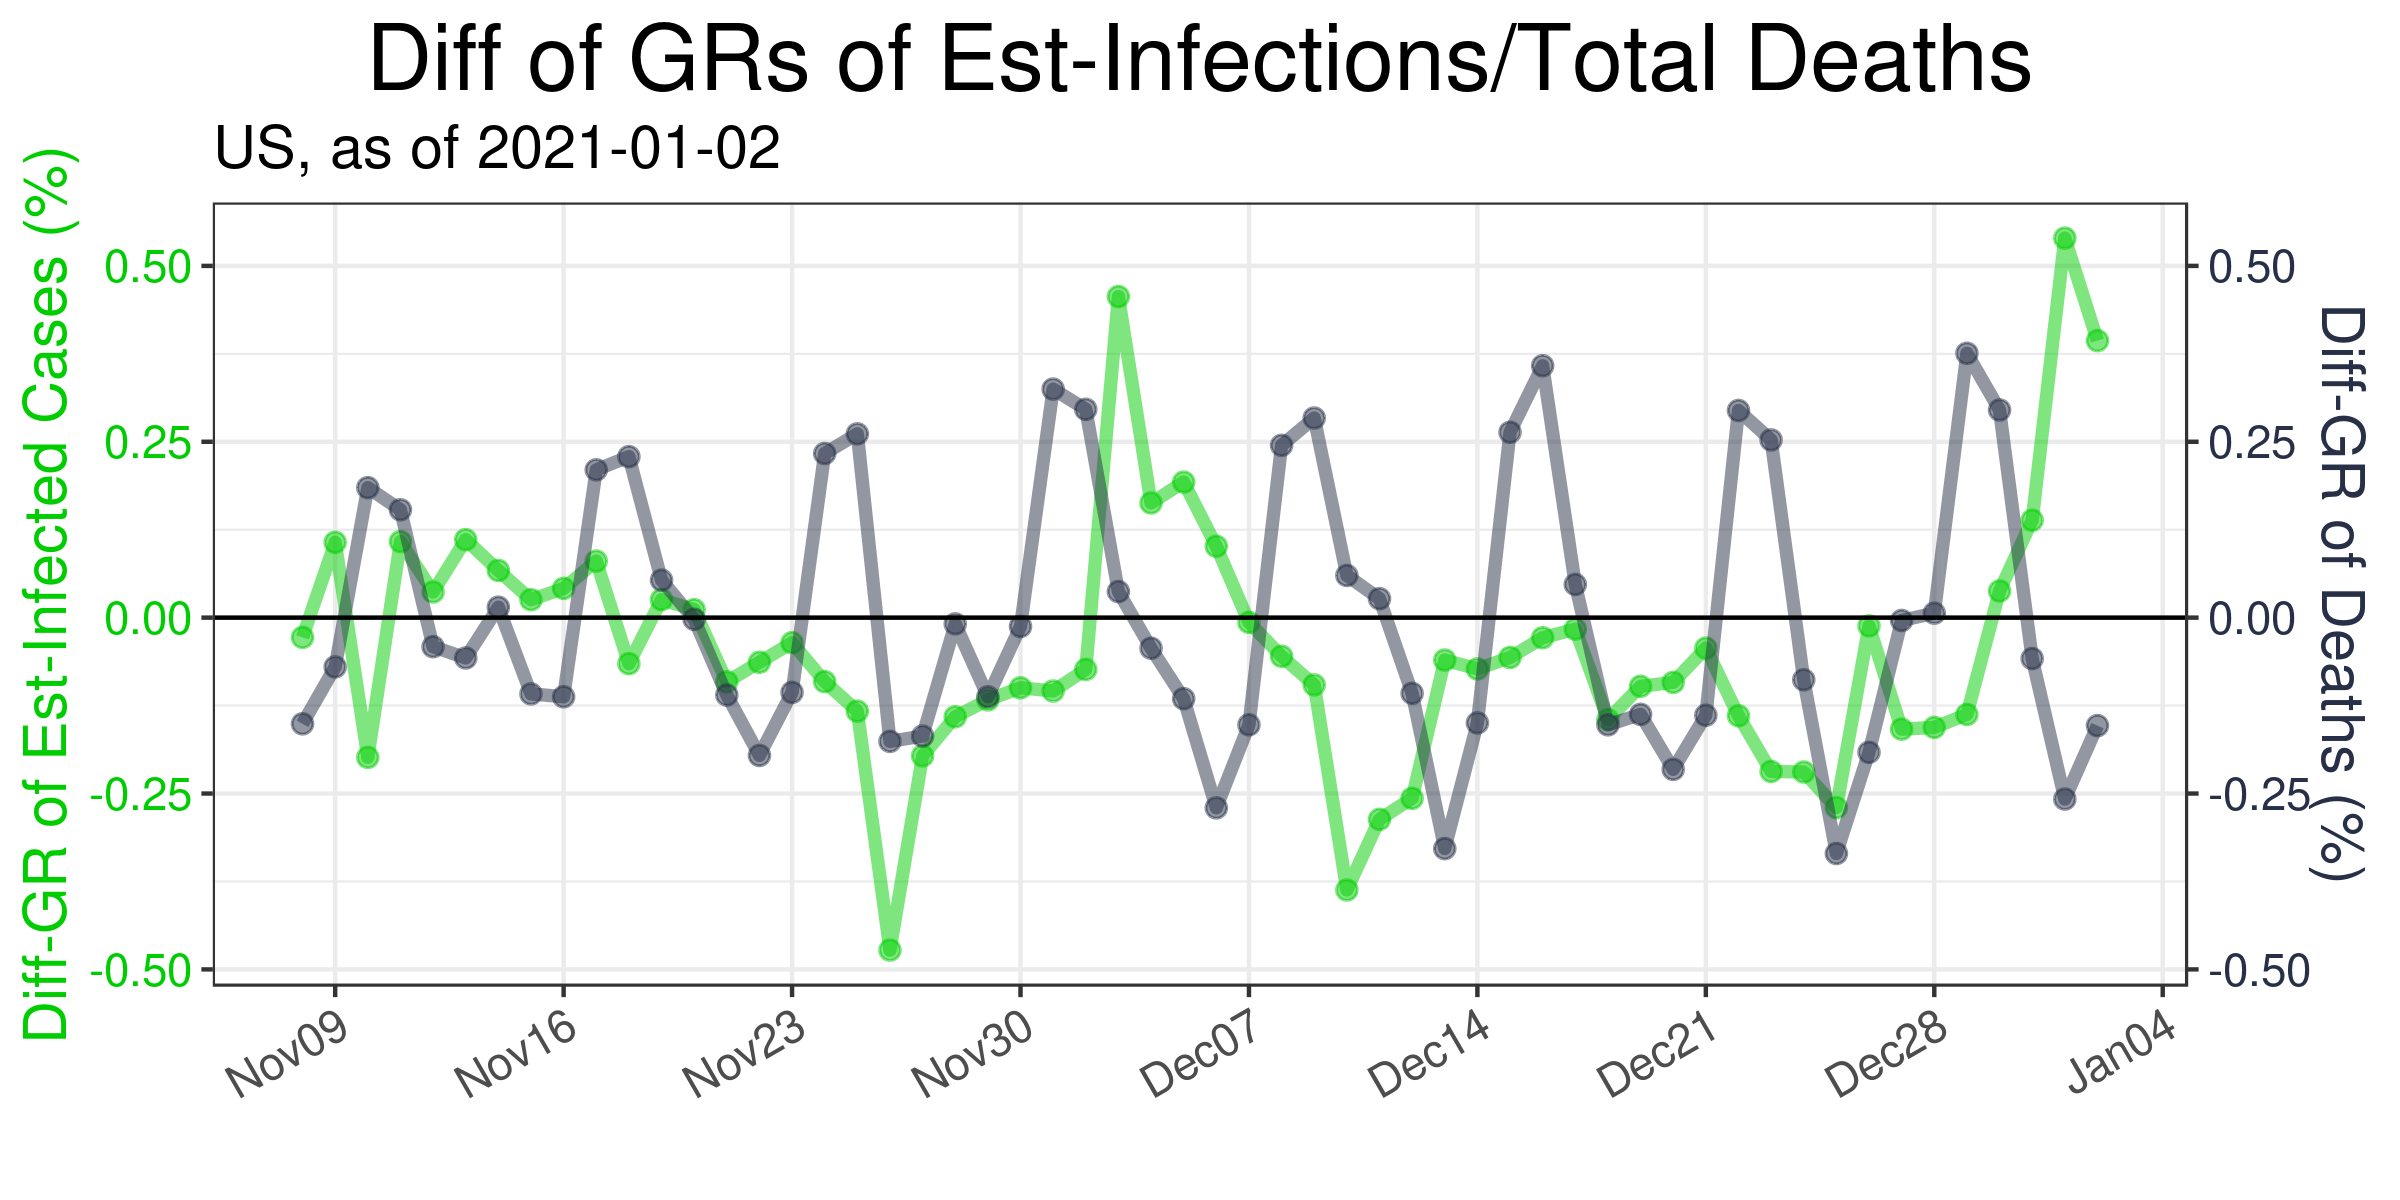 Diff of GRs of Est-Infections/Total Deaths
US, as of 2021-01-02
Diff-GR of Est-Infected Cases (%)
0.50
0.25
0.00
-0.25
-0.50
0.50
0.25
0.00
-0.25
-0.50
Diff-GR of Deaths (%)
Nov09
Nov16
Nov23
Nov30
Dec07
Dec14
Dec21
Dec28
Jan04